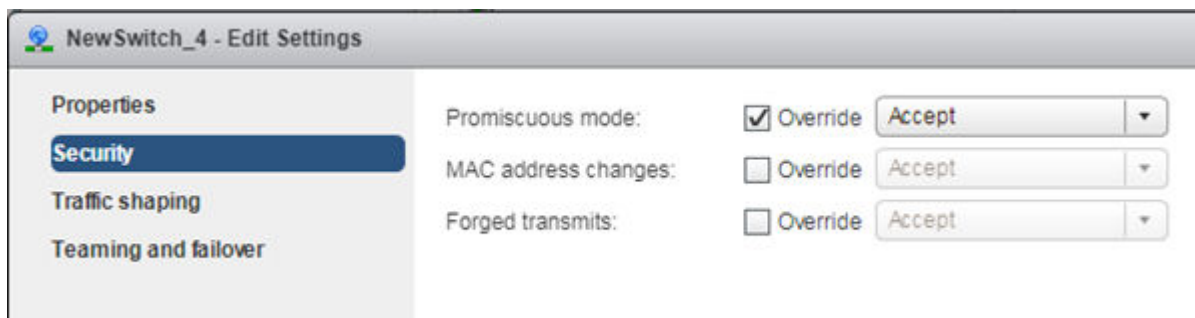 NewSwitch_4 - Edit Settings
Properties
Security
Traffic shaping
Teaming and failover
Promiscuous mode: Override Accept
MAC address changes: Override Accept
Forged transmits: Override Accept